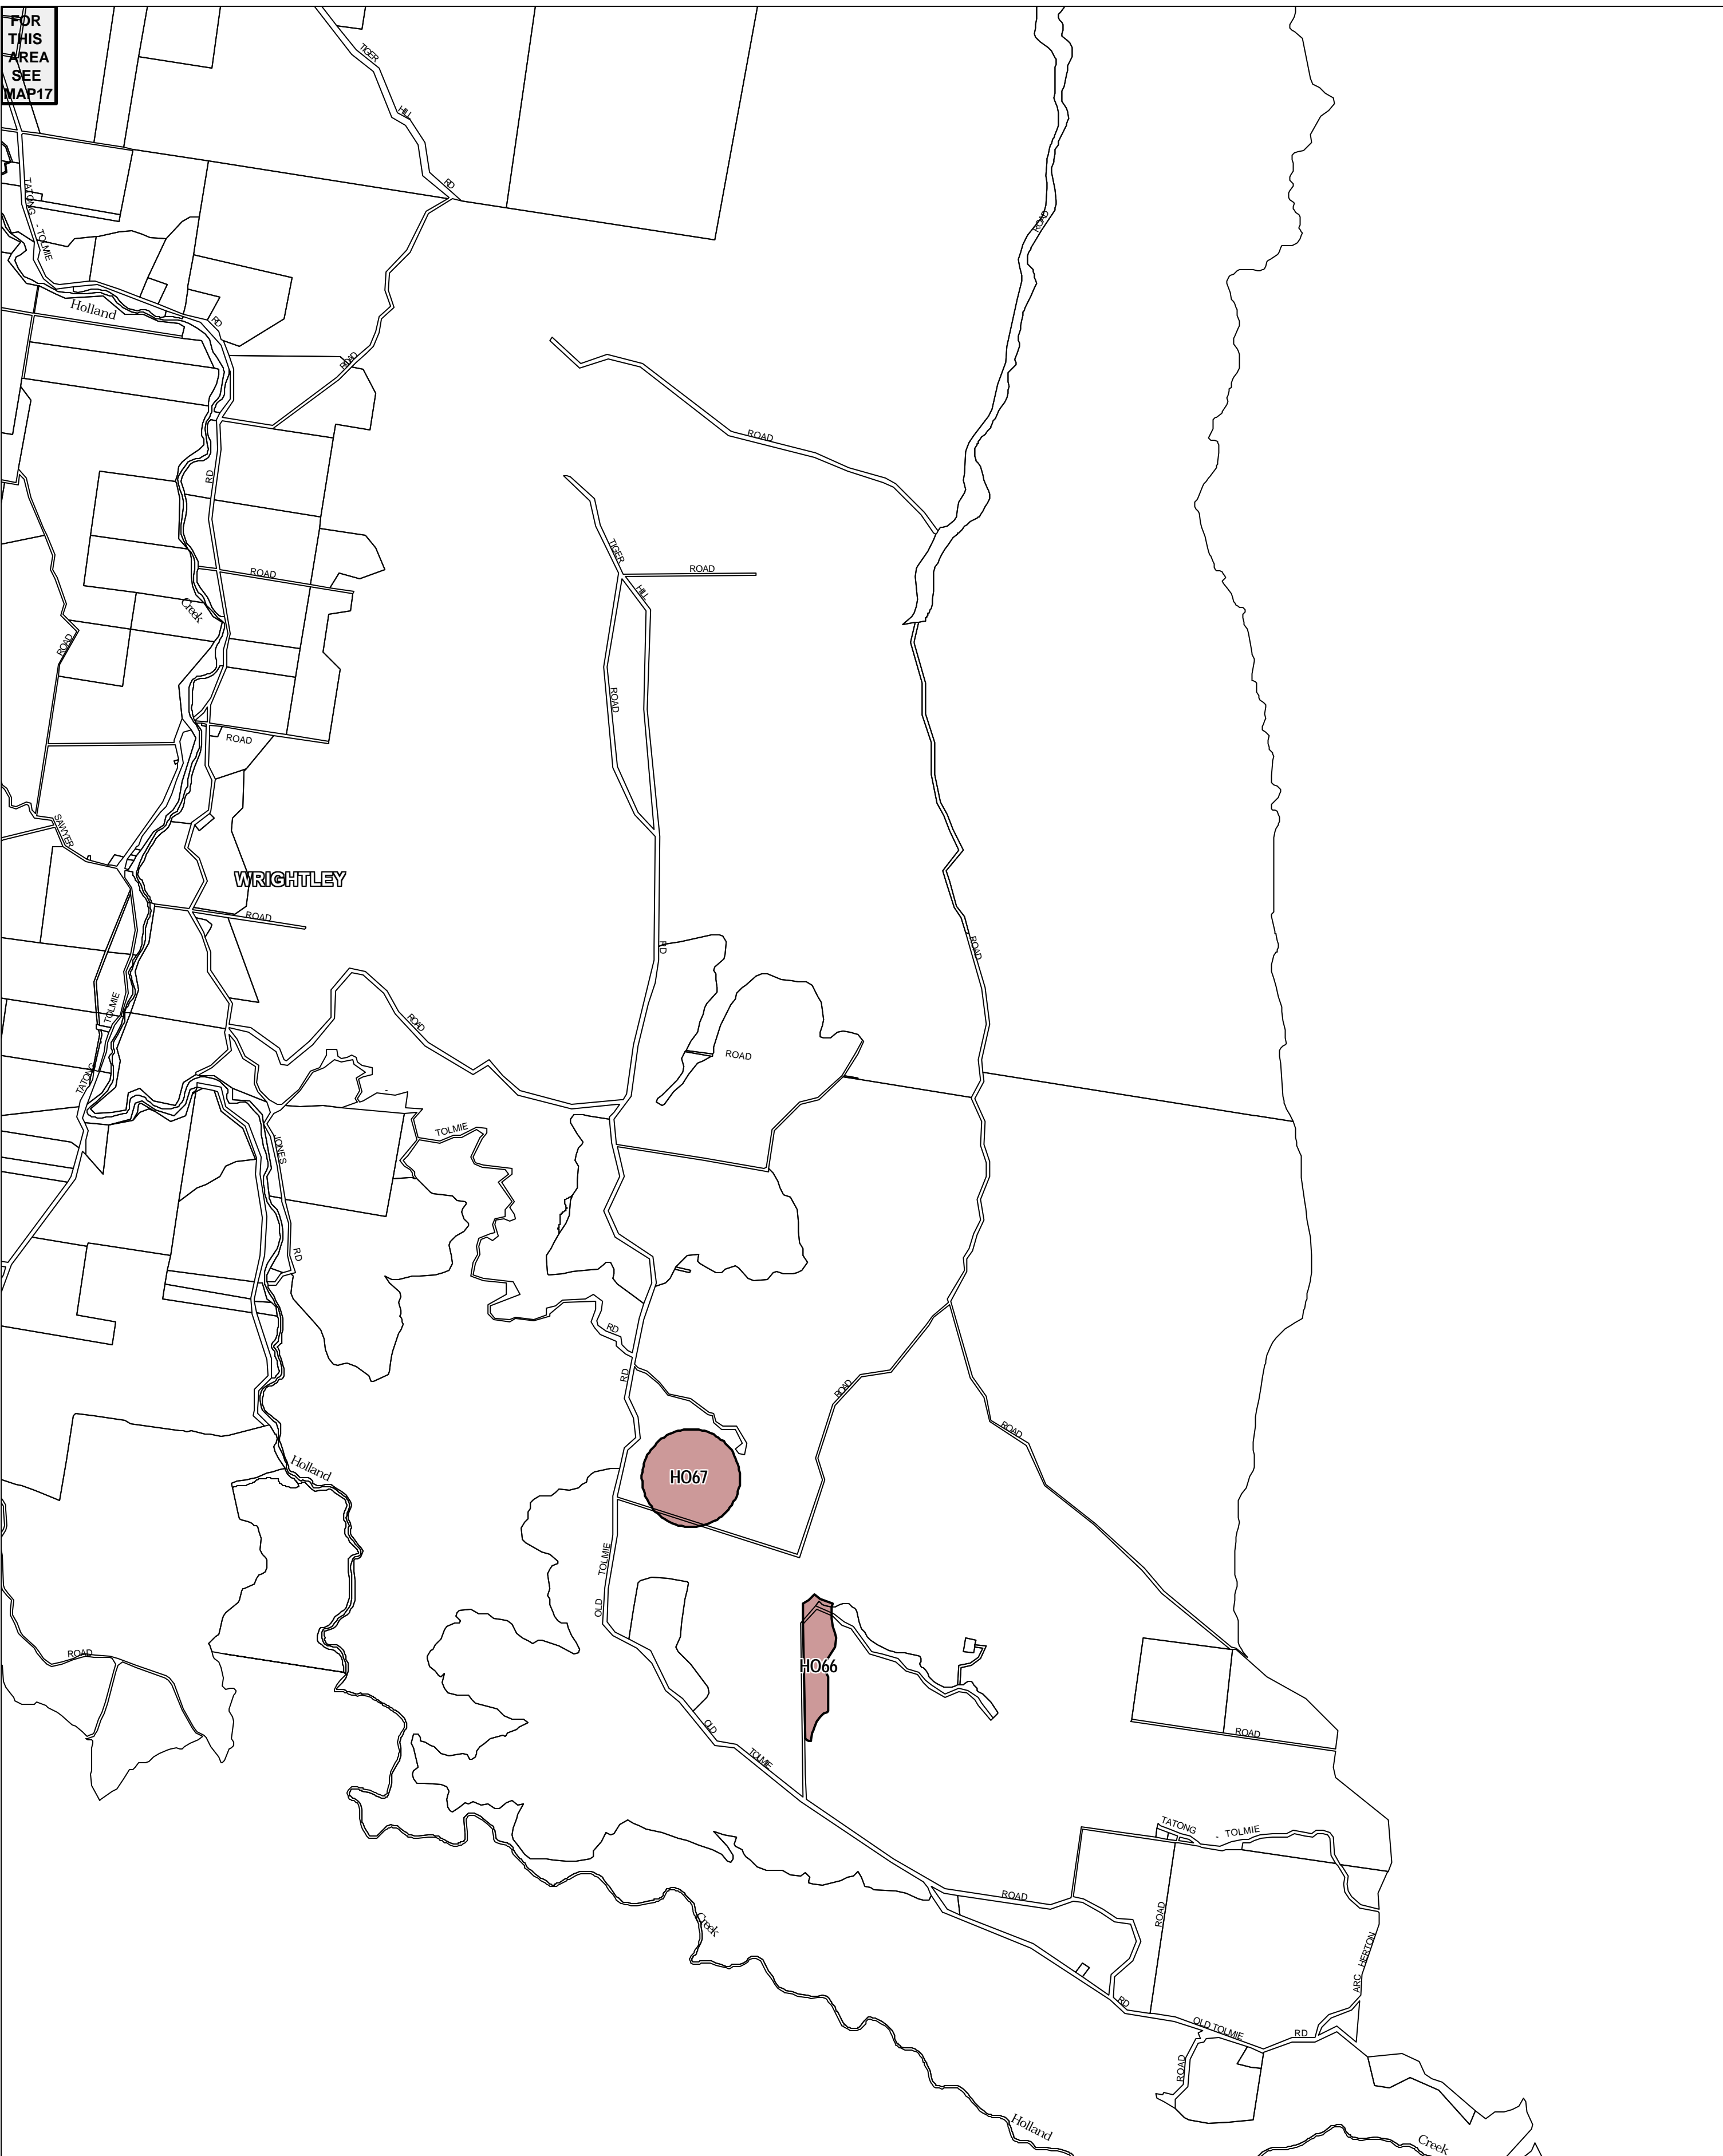 FOR
THIS
AREA
SEE
MAP17
TIGER
HILL
RD
TATONG
- TOLMIE
RD
Holland
ROAD
ROAD
ROAD
RD
TIGER
ROAD
HILL
ROAD
Creek
ROAD
ROAD
ROAD
SAWYER
WRIGHTLEY
ROAD
RD
ROAD
TOLMIE
TATONG
ROAD
ROAD
-
TOLMIE
JONES
RD
RD
RD
ROAD
ROAD
Holland
HO67
TOLMIE
OLD
HO66
ROAD
OLD
TOLMIE
ROAD
TATONG
- TOLMIE
ROAD
ROAD
Creek
HERTON
ARC
RD
OLD TOLMIE
RD
ROAD
Holland
Creek